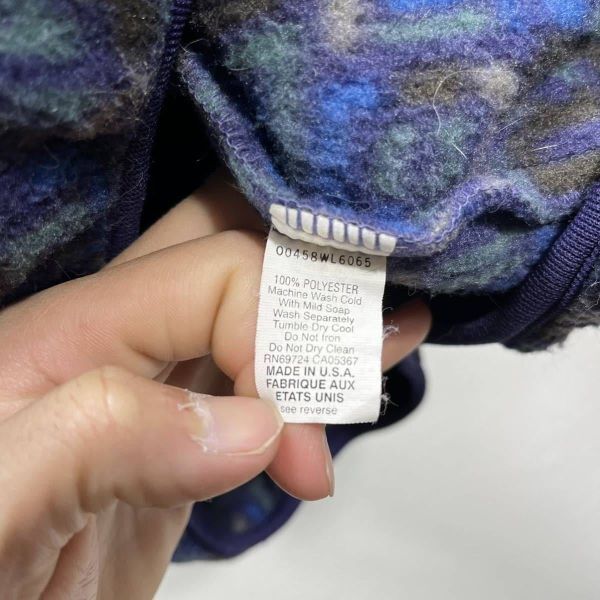 00458WL6065
100% POLYESTER
Machine Wash Cold
With Mild Soap
Wash Separately
Tumble Dry Cool
Do Not Iron
Do Not Dry Clean
RN69724 CA05367
MADE IN U.S.A.
FABRIQUE AUX
ETATS UNIS
see reverse